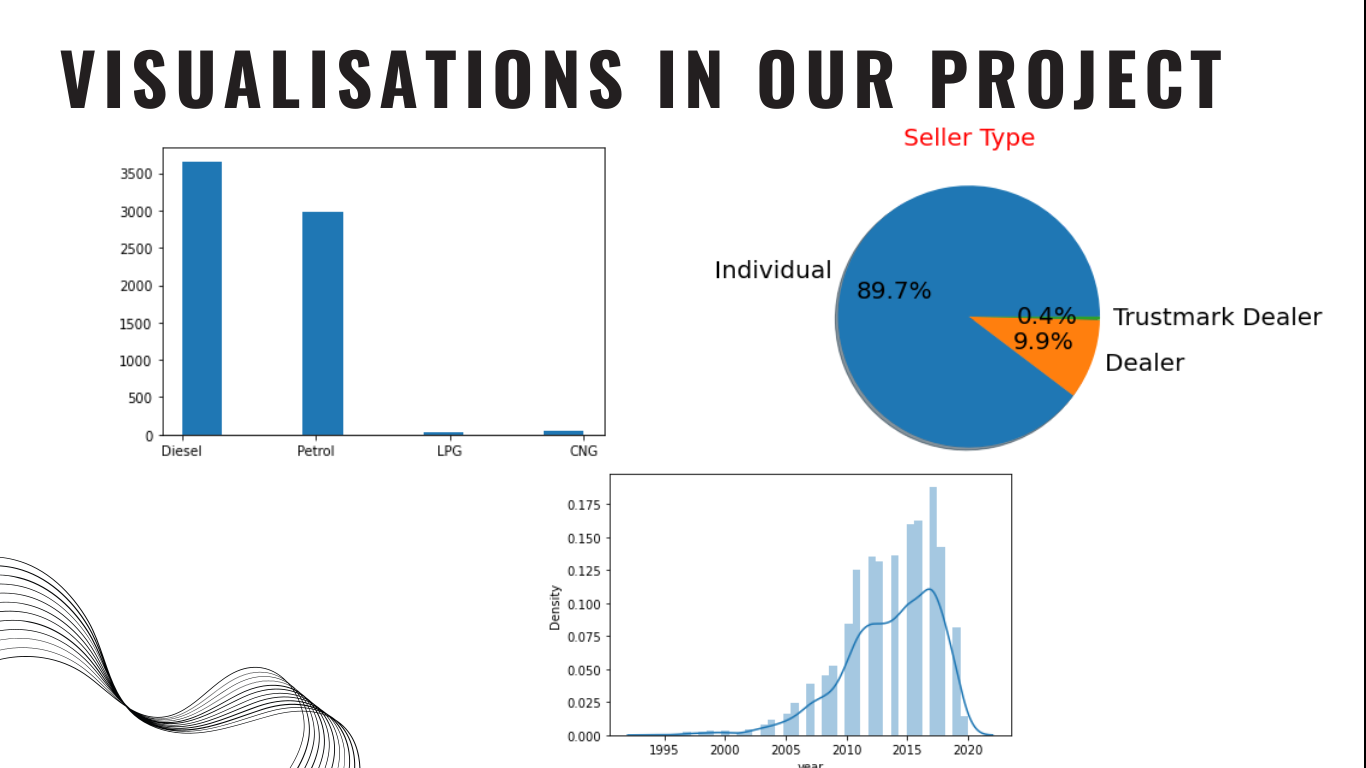 VISUALISATIONS IN OUR PROJECT
3500
3000
2500
2000
1500
1000
500
0
Diesel Petrol LPG CNG
Seller Type
Individual
89.7%
0.4%
Trustmark Dealer
9.9%
Dealer
Density
0.175
0.150
0.125
0.100
0.075
0.050
0.025
0.000
1995 2000 2005 2010 2015 2020
year